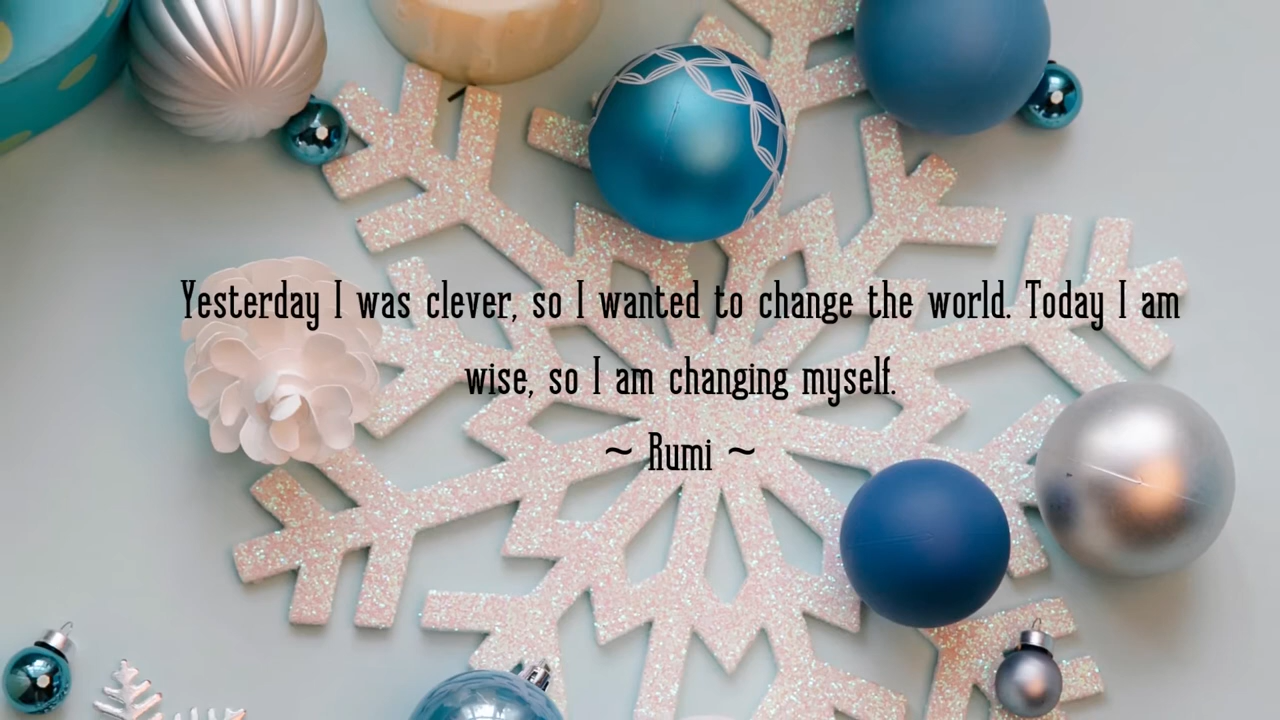 Yesterday I was clever, so I wanted to change the world. Today I am
wise, so I am changing myself.
~ Rumi ~